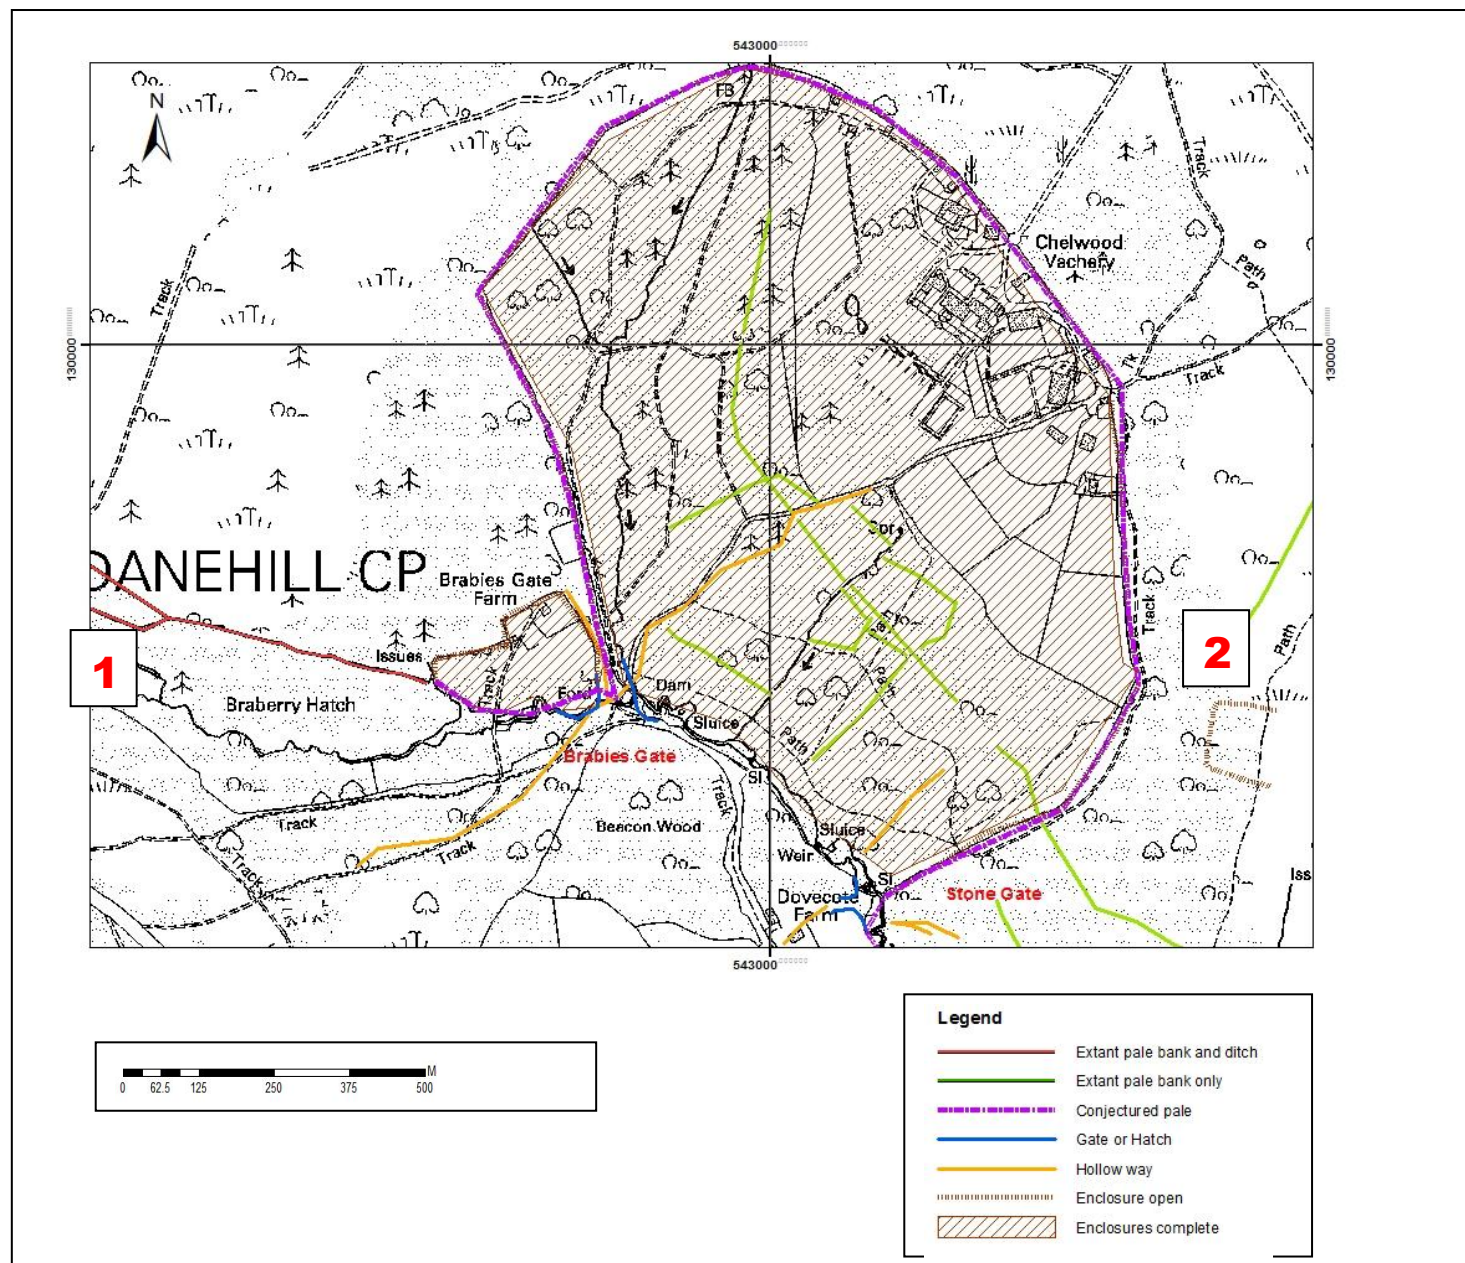 543000
N
FB
Track
Chelwood
Vachery
Path
Track
130000
130000
Tk
Track
Spr
DANEHILL CP
Brabies Gate
Farm
Track
Issues
1
2
Path
Path
Track
Ford
Dam
Braberry Hatch
Sluice
Path
Brabies Gate
Sl
Track
Track
Beacon Wood
Sluice
Track
Weir
Track
Sl
Iss
Dovecote
Farm
Stone Gate
543000
Legend
Extant pale bank and ditch
Extant pale bank only
Conjectured pale
Gate or Hatch
Hollow way
Enclosure open
Enclosures complete
M
0 62.5 125 250 375 500